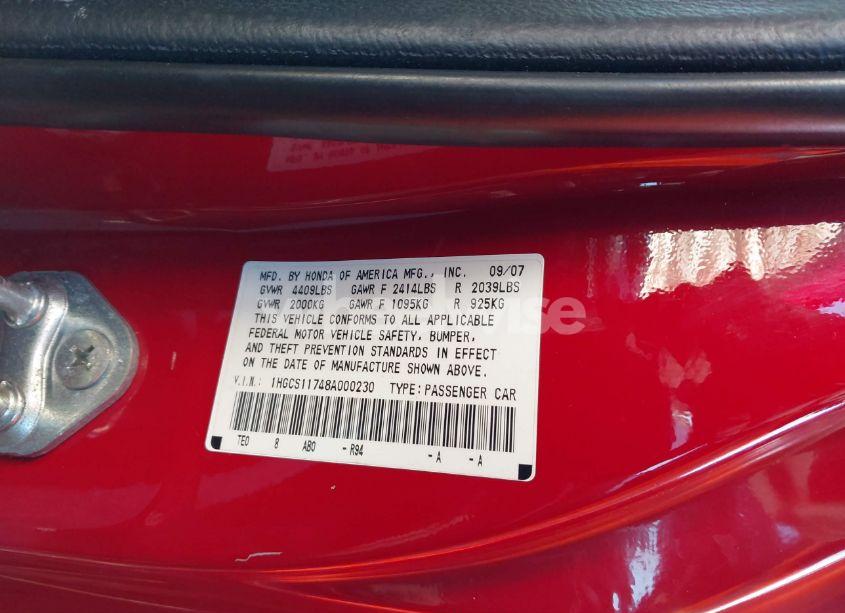 MFD. BY HONDA OF AMERICA MFG., INC. 09/07
GVWR 4409LBS GAWR F 2414LBS R 2039LBS
GVWR 2000KG GAWR F 1095KG R 925KG
THIS VEHICLE CONFORMS TO ALL APPLICABLE
FEDERAL MOTOR VEHICLE SAFETY, BUMPER,
AND THEFT PREVENTION STANDARDS IN EFFECT
ON THE DATE OF MANUFACTURE SHOWN ABOVE.
V.I.N.: 1HGCS11748A000230 TYPE: PASSENGER CAR
TE0 8 AB0 - R94 - A - A